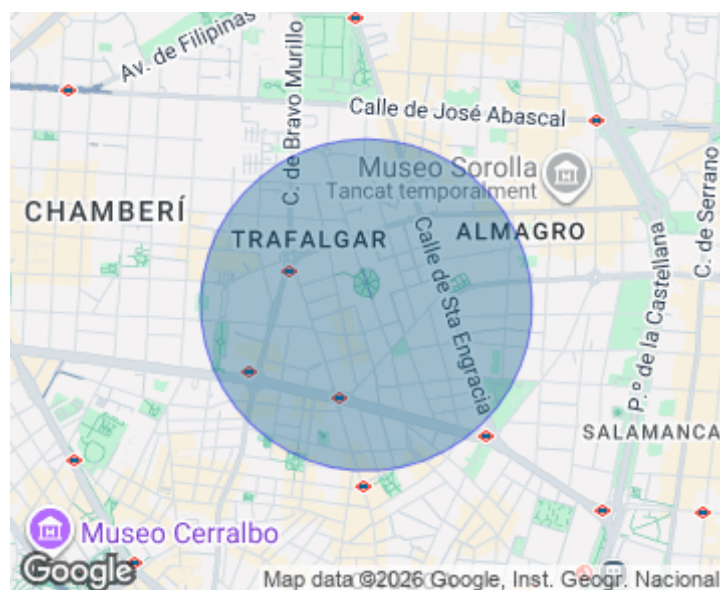 Av. de Filipinas
C. de Bravo Murillo
Calle de José Abascal
Museo Sorolla
Tancat temporalment
C. de Serrano
CHAMBERÍ
TRAFALGAR
ALMAGRO
Calle de Sta Engracia
P.º de la Castellana
SALAMANCA
Museo Cerralbo
Google
Map data ©2026 Google, Inst. Geogr. Nacional